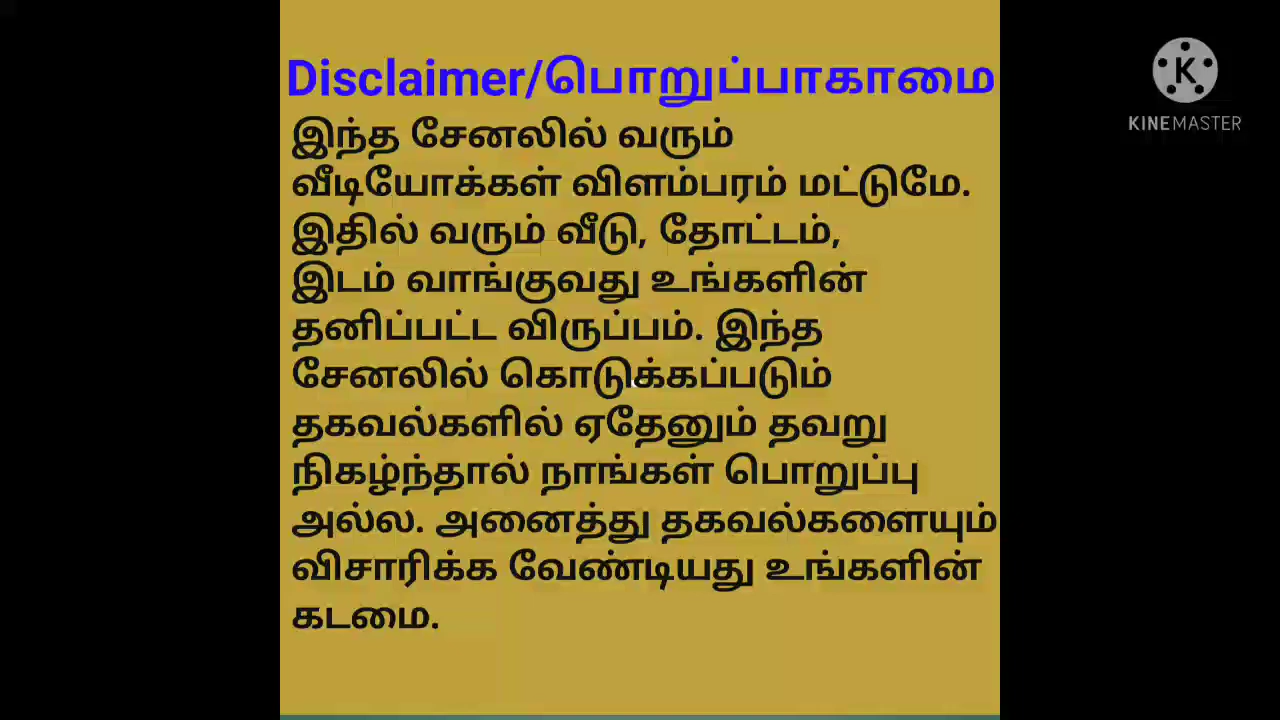 Disclaimer/பொறுப்பாகாமை
இந்த சேனலில் வரும்
வீடியோக்கள் விளம்பரம் மட்டுமே.
இதில் வரும் வீடு, தோட்டம்,
இடம் வாங்குவது உங்களின்
தனிப்பட்ட விருப்பம். இந்த
சேனலில் கொடுக்கப்படும்
தகவல்களில் ஏதேனும் தவறு
நிகழ்ந்தால் நாங்கள் பொறுப்பு
அல்ல. அனைத்து தகவல்களையும்
விசாரிக்க வேண்டியது உங்களின்
கடமை.
K
KINEMASTER